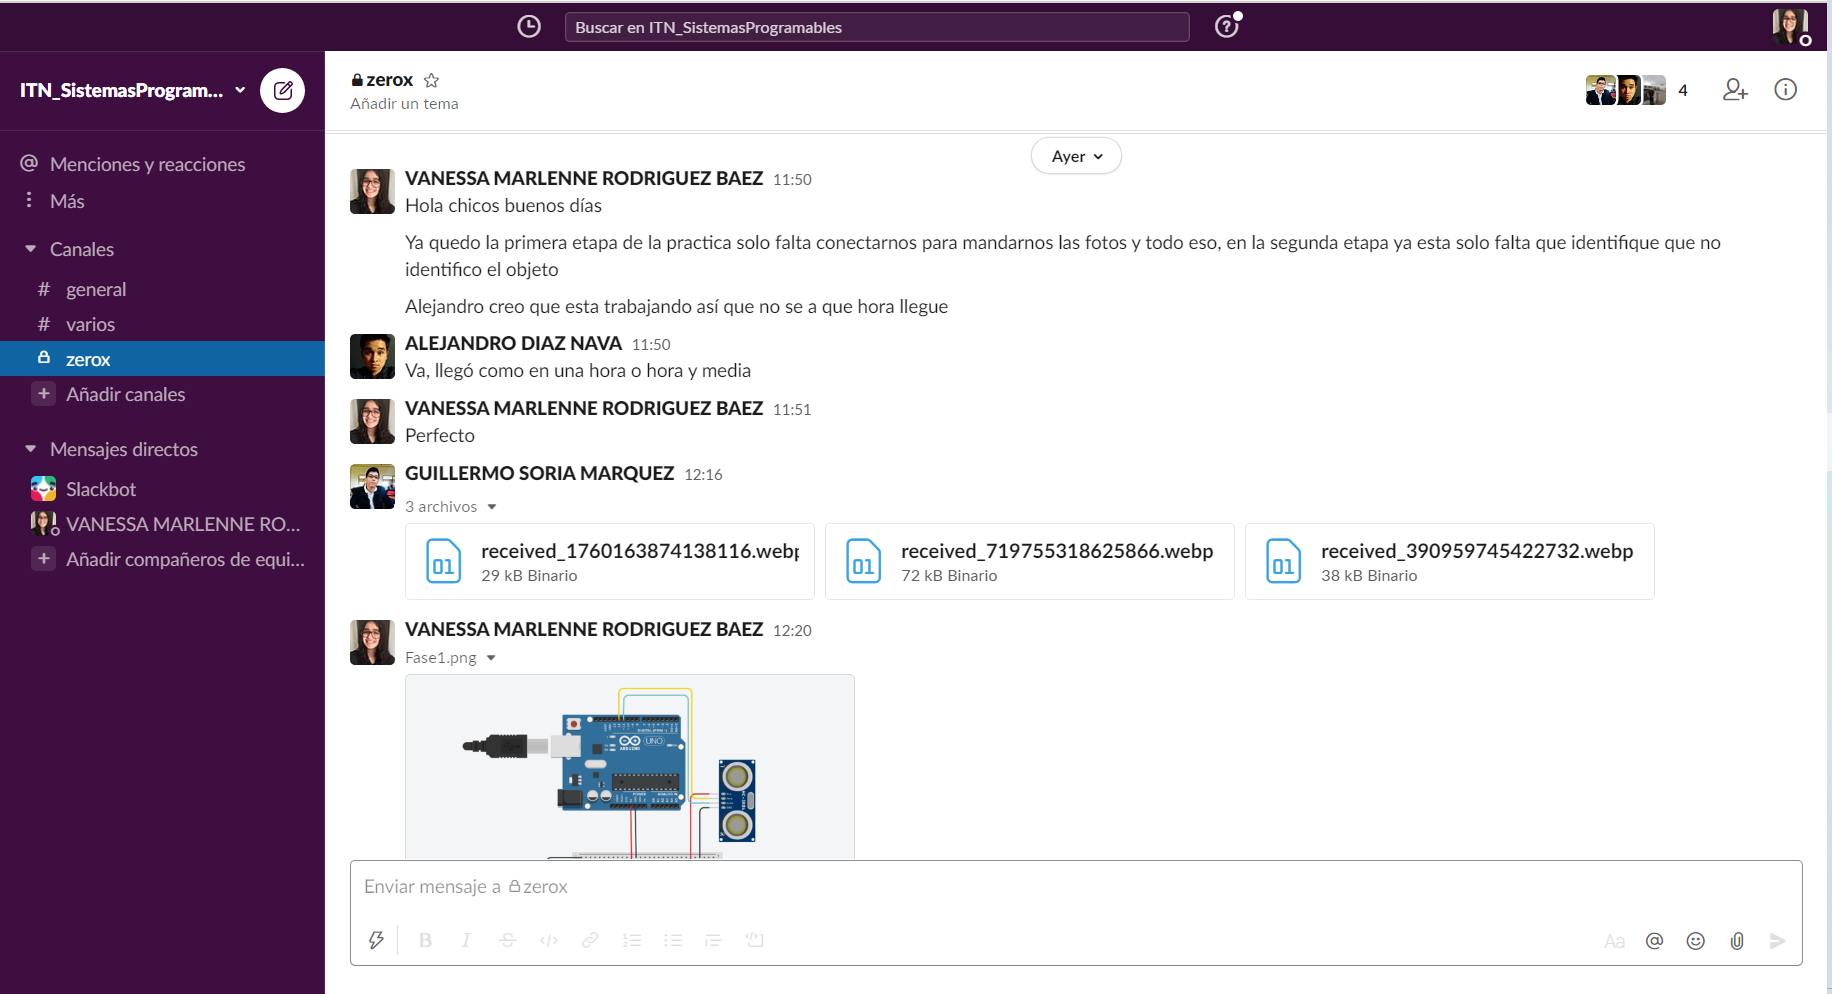 Buscar en ITN_SistemasProgramables
ITN_SistemasProgram...
Menciones y reacciones
Más
Canales
# general
# varios
zerox
+ Añadir canales
Mensajes directos
Slackbot
VANESSA MARLENNE RO...
+ Añadir compañeros de equi...
zerox
Añadir un tema
4
Ayer
VANESSA MARLENNE RODRIGUEZ BAEZ 11:50
Hola chicos buenos días
Ya quedo la primera etapa de la practica solo falta conectarnos para mandarnos las fotos y todo eso, en la segunda etapa ya esta solo falta que identifique que no
identifico el objeto
Alejandro creo que esta trabajando así que no se a que hora llegue
ALEJANDRO DIAZ NAVA 11:50
Va, llegó como en una hora o hora y media
VANESSA MARLENNE RODRIGUEZ BAEZ 11:51
Perfecto
GUILLERMO SORIA MARQUEZ 12:16
3 archivos
01
received_1760163874138116.webp
29 kB Binario
01
received_719755318625866.webp
72 kB Binario
01
received_390959745422732.webp
38 kB Binario
VANESSA MARLENNE RODRIGUEZ BAEZ 12:20
Fase1.png
UNO
ARDUINO
Enviar mensaje a zerox
B I S </>
Aa @